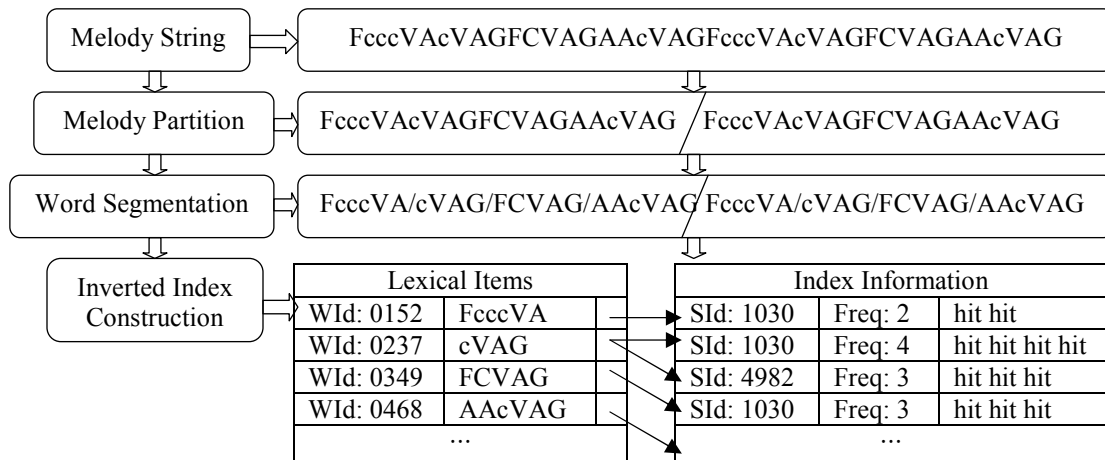 Melody String
FcccVAcVAGFCVAGAAcVAGFcccVAcVAGFCVAGAAcVAG
Melody Partition
FcccVAcVAGFCVAGAAcVAG / FcccVAcVAGFCVAGAAcVAG
Word Segmentation
FcccVA/cVAG/FCVAG/AAcVAG/FcccVA/cVAG/FCVAG/AAcVAG
Inverted Index
Construction
Lexical Items
WId: 0152 FcccVA
WId: 0237 cVAG
WId: 0349 FCVAG
WId: 0468 AAcVAG
...
Index Information
SId: 1030 Freq: 2 hit hit
SId: 1030 Freq: 4 hit hit hit hit
SId: 4982 Freq: 3 hit hit hit
SId: 1030 Freq: 3 hit hit hit
...